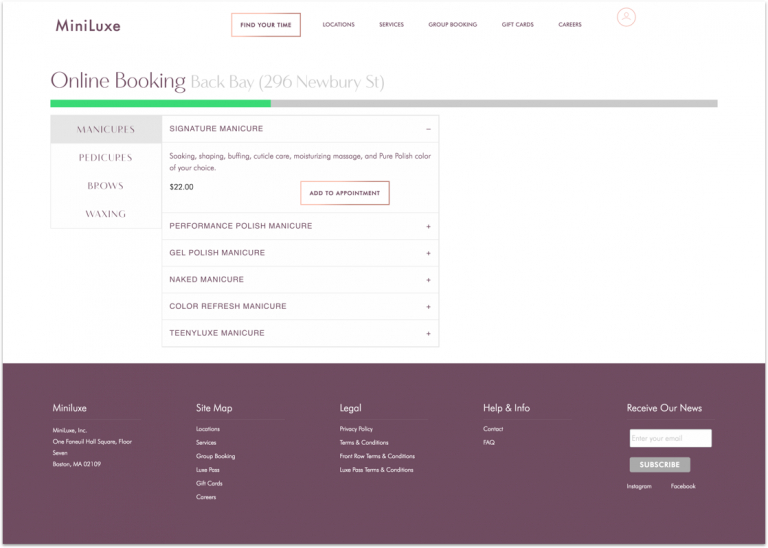 MiniLuxe
FIND YOUR TIME
LOCATIONS
SERVICES
GROUP BOOKING
GIFT CARDS
CAREERS
Online Booking Back Bay (296 Newbury St)
MANICURES
PEDICURES
BROWS
WAXING
SIGNATURE MANICURE −
Soaking, shaping, buffing, cuticle care, moisturizing massage, and Pure Polish color
of your choice.
$22.00
ADD TO APPOINTMENT
PERFORMANCE POLISH MANICURE +
GEL POLISH MANICURE +
NAKED MANICURE +
COLOR REFRESH MANICURE +
TEENYLUXE MANICURE +
Miniluxe
MiniLuxe, Inc.
One Faneuil Hall Square, Floor
Seven
Boston, MA 02109
Site Map
Locations
Services
Group Booking
Luxe Pass
Gift Cards
Careers
Legal
Privacy Policy
Terms & Conditions
Front Row Terms & Conditions
Luxe Pass Terms & Conditions
Help & Info
Contact
FAQ
Receive Our News
Enter your email
SUBSCRIBE
Instagram
Facebook